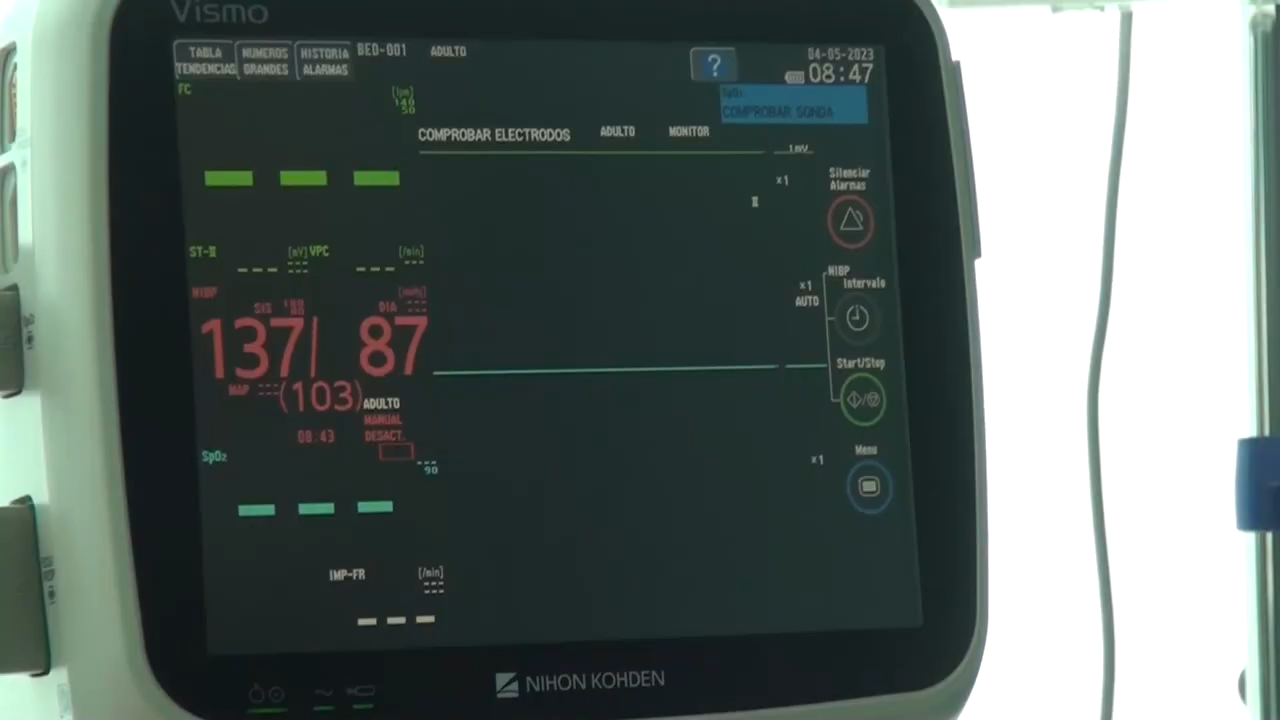 Vismo
TABLA TENDENCIAS
NUMEROS GRANDES
HISTORIA ALARMAS
BED-001
ADULTO
?
04-05-2023
08:47
SpO2
COMPROBAR SONDA
FC
140
50
COMPROBAR ELECTRODOS
ADULTO
MONITOR
1mV
x1
II
Silenciar Alarmas
ST-II
[mV]
VPC
[/min]
NIBP
SIS
DIA
137/ 87
MAP
(103)
ADULTO
MANUAL
08:43
DESACT.
x1
AUTO
NIBP
Intervalo
Start/Stop
SpO2
90
x1
Menu
IMP-FR
[/min]
NIHON KOHDEN